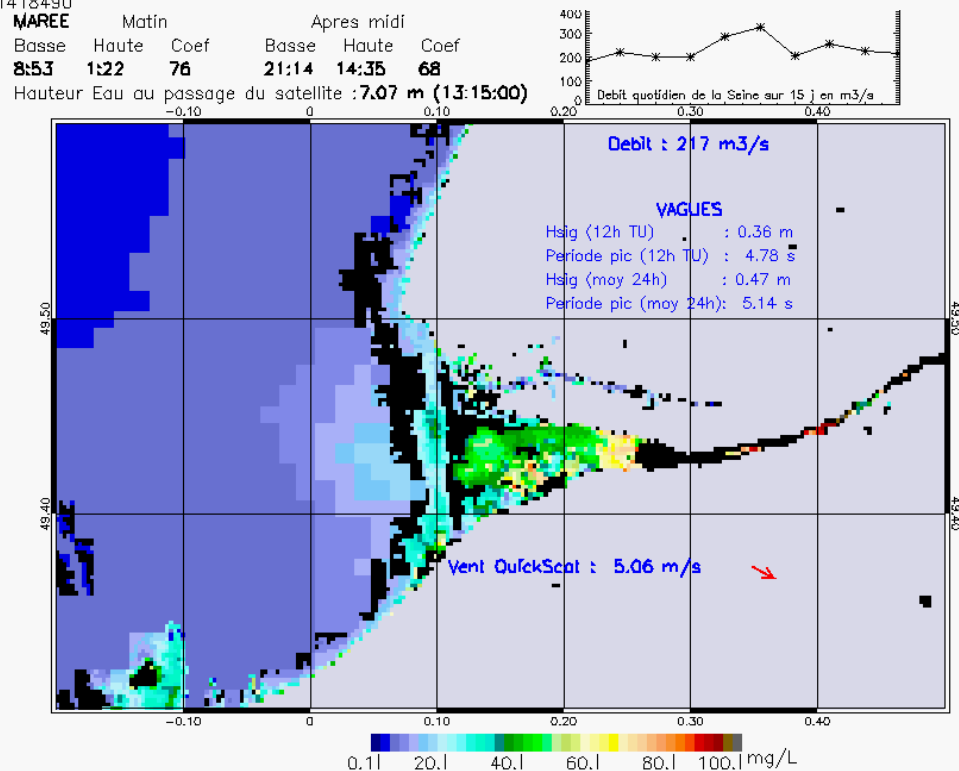 1418490
MAREE Matin Apres midi
Basse Haute Coef Basse Haute Coef
8:53 1:22 76 21:14 14:35 68
Hauteur Eau au passage du satellite : 7.07 m (13:15:00)
400
300
200
100
0
Debit quotidien de la Seine sur 15 j en m3/s
-0.10 0 0.10 0.20 0.30 0.40
Debit : 217 m3/s
VAGUES
Hsig (12h TU) : 0.36 m
Periode pic (12h TU) : 4.78 s
Hsig (moy 24h) : 0.47 m
Periode pic (moy 24h): 5.14 s
49.50 49.50
49.40 49.40
Vent QuickScat : 5.06 m/s
-0.10 0 0.10 0.20 0.30 0.40
0.1 20.1 40.1 60.1 80.1 100.1 mg/L